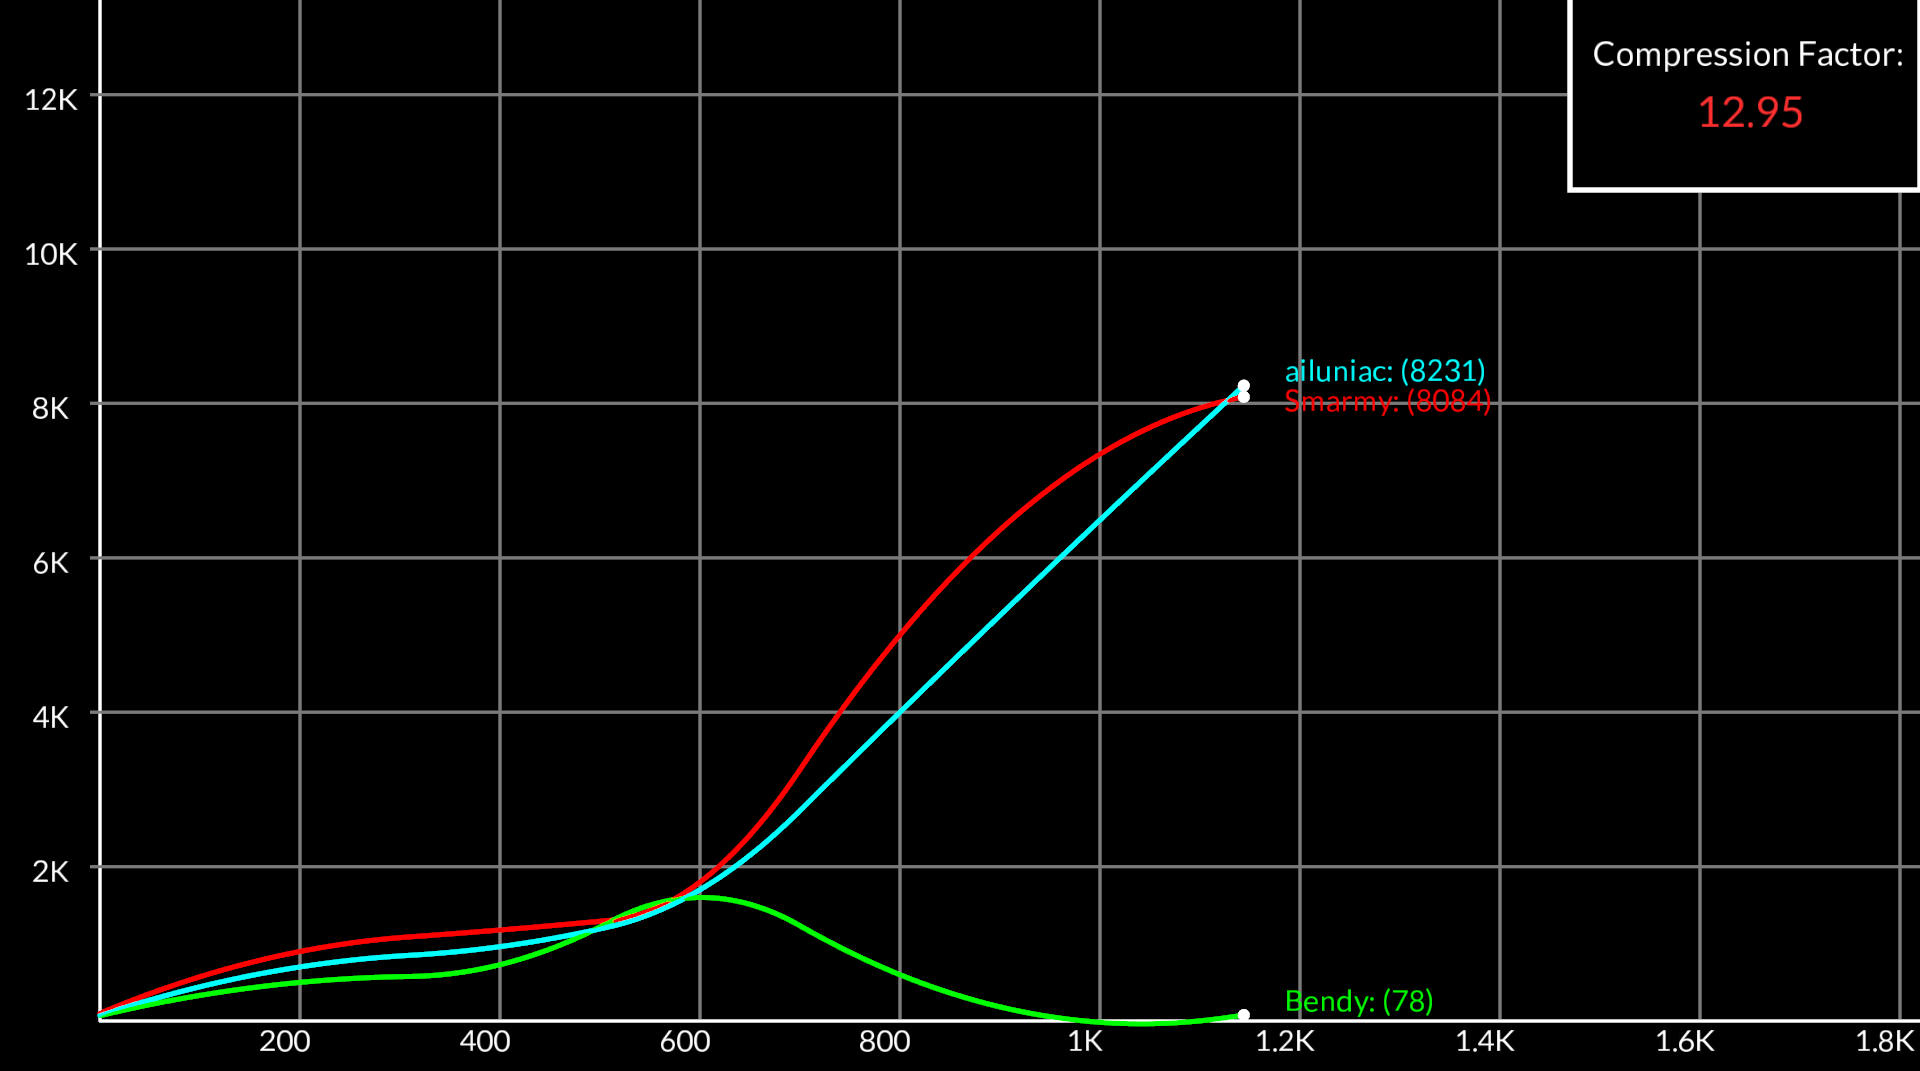 Compression Factor:
12.95
12K
10K
8K
6K
4K
2K
ailuniac: (8231)
Smarmy: (8084)
Bendy: (78)
200 400 600 800 1K 1.2K 1.4K 1.6K 1.8K